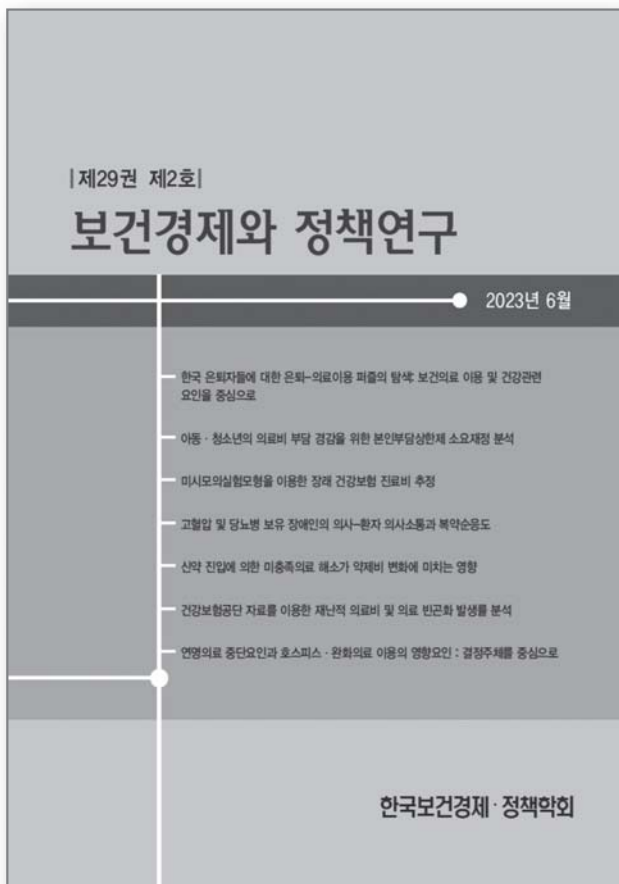 |제29권 제2호|
보건경제와 정책연구
2023년 6월
한국 은퇴자들에 대한 은퇴-의료이용 퍼즐의 탐색: 보건의료 이용 및 건강관련
요인을 중심으로
아동 · 청소년의 의료비 부담 경감을 위한 본인부담상한제 소요재정 분석
미시모의실험모형을 이용한 장래 건강보험 진료비 추정
고혈압 및 당뇨병 보유 장애인의 의사-환자 의사소통과 복약순응도
신약 진입에 의한 미충족의료 해소가 약제비 변화에 미치는 영향
건강보험공단 자료를 이용한 재난적 의료비 및 의료 빈곤화 발생률 분석
연명의료 중단요인과 호스피스 · 완화의료 이용의 영향요인 : 결정주체를 중심으로
한국보건경제 · 정책학회